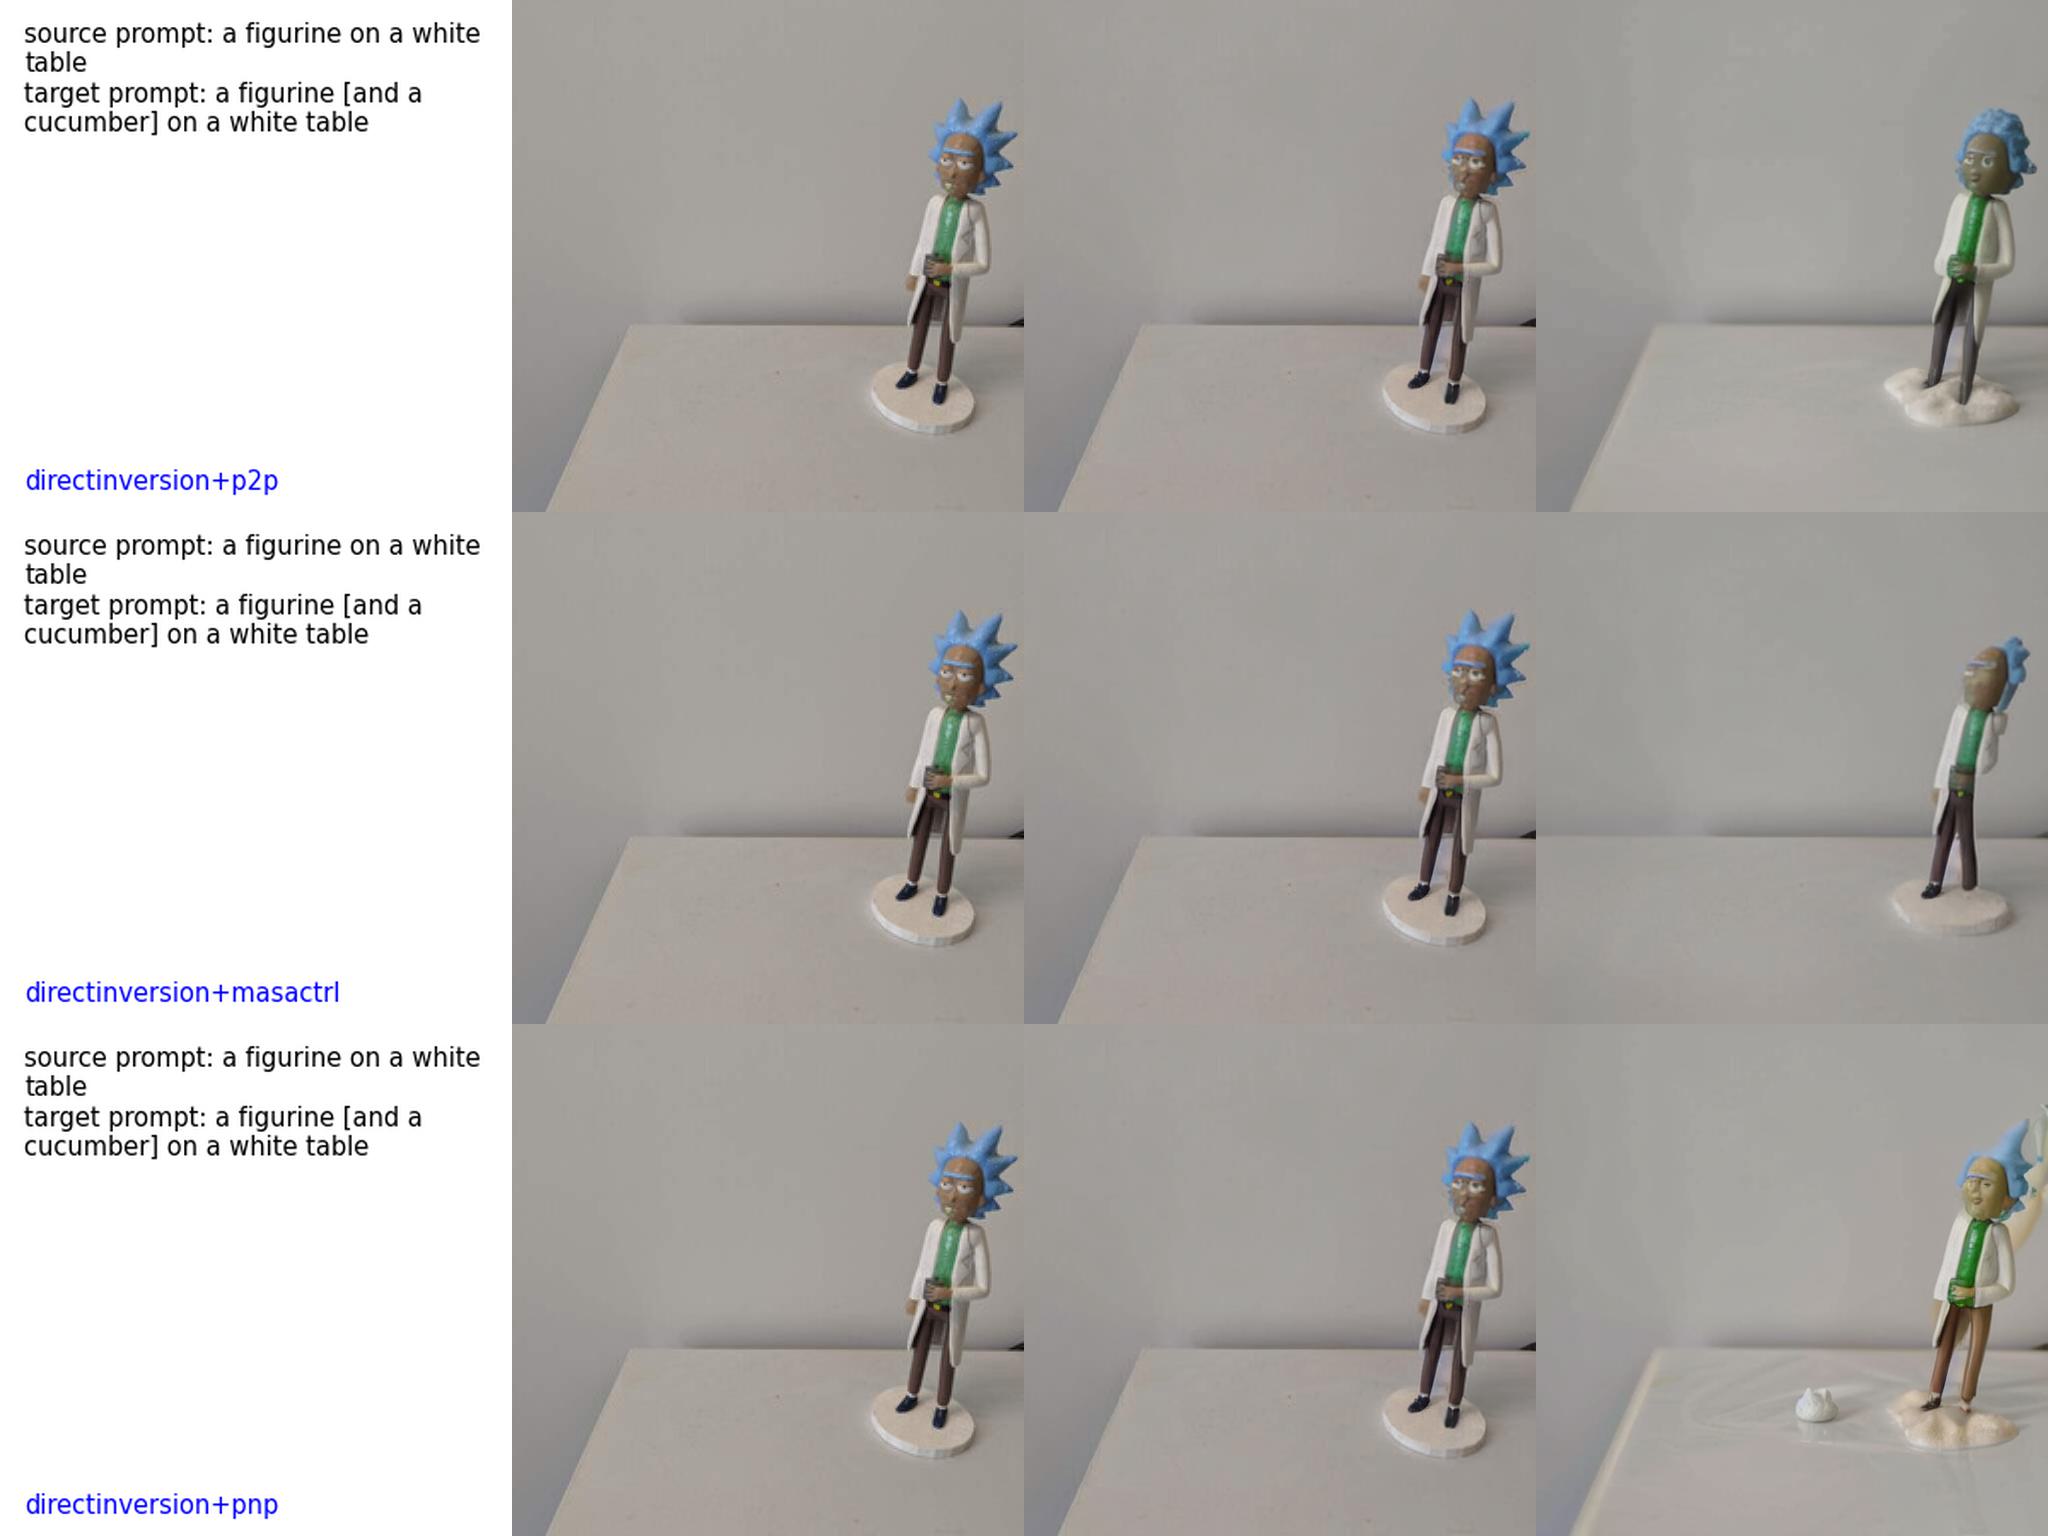 source prompt: a figurine on a white
table
target prompt: a figurine [and a
cucumber] on a white table
directinversion+p2p
source prompt: a figurine on a white
table
target prompt: a figurine [and a
cucumber] on a white table
directinversion+masactrl
source prompt: a figurine on a white
table
target prompt: a figurine [and a
cucumber] on a white table
directinversion+pnp